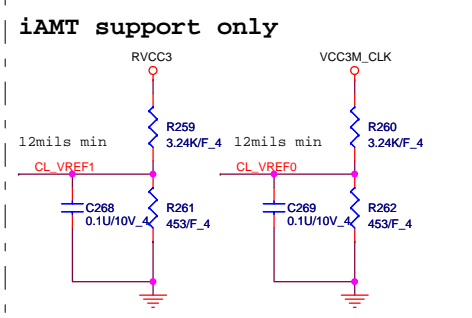 iAMT support only
RVCC3
VCC3M_CLK
R259
3.24K/F_4
R260
3.24K/F_4
12mils min
12mils min
CL_VREF1
CL_VREF0
C268
0.1U/10V_4
R261
453/F_4
C269
0.1U/10V_4
R262
453/F_4